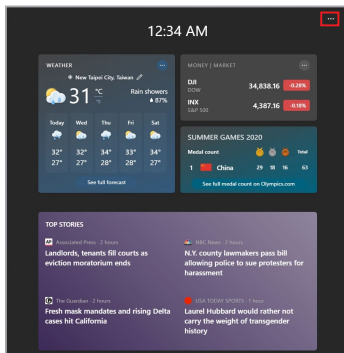 12:34 AM
WEATHER
New Taipei City, Taiwan
31 °C
°F
Rain showers
87%
Today Wed Thu Fri Sat
32° 32° 34° 33° 34°
27° 27° 28° 28° 27°
See full forecast
MONEY | MARKET
DJI
DOW
34,838.16 -0.28%
INX
S&P 500
4,387.16 -0.18%
SUMMER GAMES 2020
Medal count Total
1 China 29 18 16 63
See full medal count on Olympics.com
TOP STORIES
AP Associated Press · 2 hours
Landlords, tenants fill courts as
eviction moratorium ends
NBC News · 2 hours
N.Y. county lawmakers pass bill
allowing police to sue protesters for
harassment
The Guardian · 2 hours
Fresh mask mandates and rising Delta
cases hit California
USA TODAY SPORTS · 1 hour
Laurel Hubbard would rather not
carry the weight of transgender
history